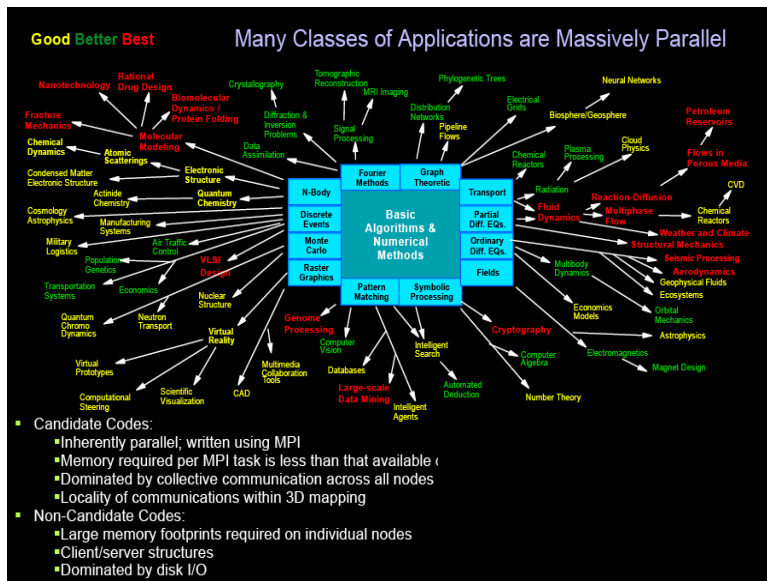 Good Better Best
Many Classes of Applications are Massively Parallel
Nanotechnology
Rational
Drug Design
Crystallography
Tomographic
Reconstruction
MRI Imaging
Phylogenetic Trees
Neural Networks
Fracture
Mechanics
Biomolecular
Dynamics /
Protein Folding
Diffraction &
Inversion
Problems
Signal
Processing
Distribution
Networks
Pipeline
Flows
Electrical
Grids
Biosphere/Geosphere
Petroleum
Reservoirs
Molecular
Modeling
Chemical
Dynamics
Atomic
Scatterings
Data
Assimilation
Chemical
Reactors
Plasma
Processing
Cloud
Physics
Flows in
Porous Media
Condensed Matter
Electronic Structure
Electronic
Structure
Actinide
Chemistry
Quantum
Chemistry
Radiation
Reaction-Diffusion
CVD
Fluid
Dynamics
Multiphase
Flow
Chemical
Reactors
Cosmology
Astrophysics
Manufacturing
Systems
Weather and Climate
Structural Mechanics
Military
Logistics
Air Traffic
Control
Seismic Processing
Population
Genetics
VLSI
Design
Multibody
Dynamics
Aerodynamics
Geophysical Fluids
Ecosystems
Transportation
Systems
Economics
Nuclear
Structure
Economics
Models
Orbital
Mechanics
Quantum
Chromo
Dynamics
Neutron
Transport
Virtual
Reality
Genome
Processing
Cryptography
Astrophysics
Computer
Vision
Intelligent
Search
Computer
Algebra
Electromagnetics
Magnet Design
Virtual
Prototypes
Multimedia
Collaboration
Tools
Databases
Large-scale
Data Mining
Automated
Deduction
Number Theory
Computational
Steering
Scientific
Visualization
CAD
Intelligent
Agents
Fourier
Methods
Graph
Theoretic
N-Body
Transport
Discrete
Events
Basic
Algorithms &
Numerical
Methods
Partial
Diff. EQs.
Monte
Carlo
Ordinary
Diff. EQs.
Raster
Graphics
Fields
Pattern
Matching
Symbolic
Processing
Candidate Codes:
Inherently parallel; written using MPI
Memory required per MPI task is less than that available
Dominated by collective communication across all nodes
Locality of communications within 3D mapping
Non-Candidate Codes:
Large memory footprints required on individual nodes
Client/server structures
Dominated by disk I/O